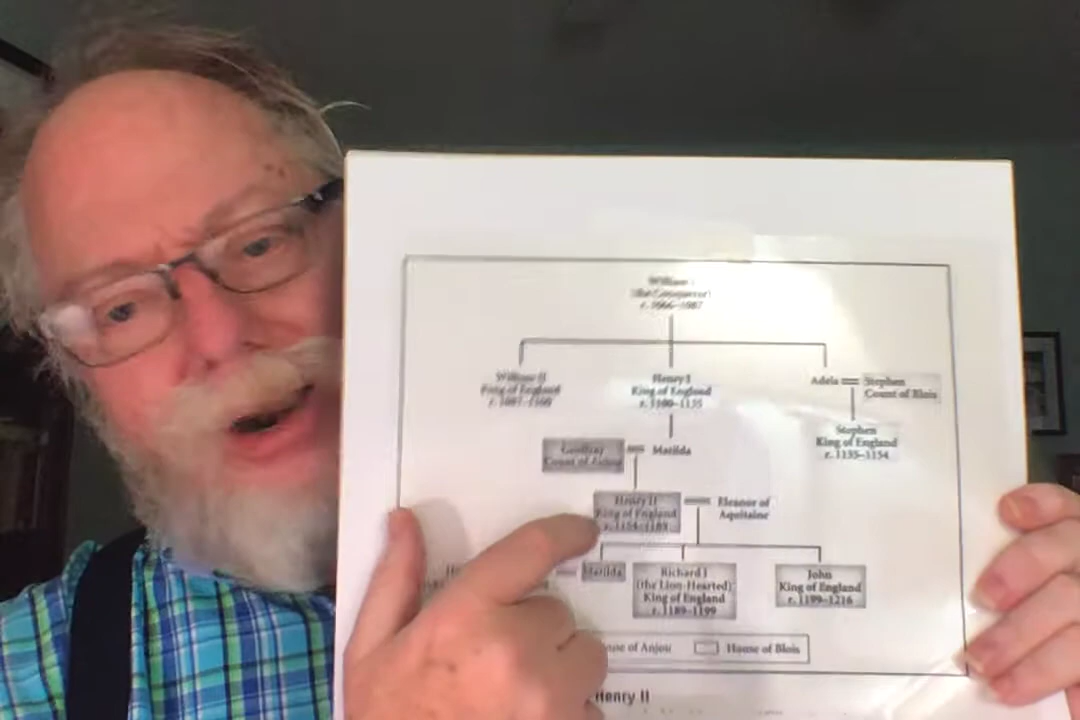 William I
(the Conqueror)
r. 1066–1087
William II
King of England
r. 1087–1100
Henry I
King of England
r. 1100–1135
Adela
Stephen
Count of Blois
Stephen
King of England
r. 1135–1154
Geoffrey
Count of Anjou
Matilda
Henry II
King of England
r. 1154–1189
Eleanor of
Aquitaine
Matilda
Richard I
(the Lion-Hearted)
King of England
r. 1189–1199
John
King of England
r. 1199–1216
of Anjou
House of Blois
Henry II